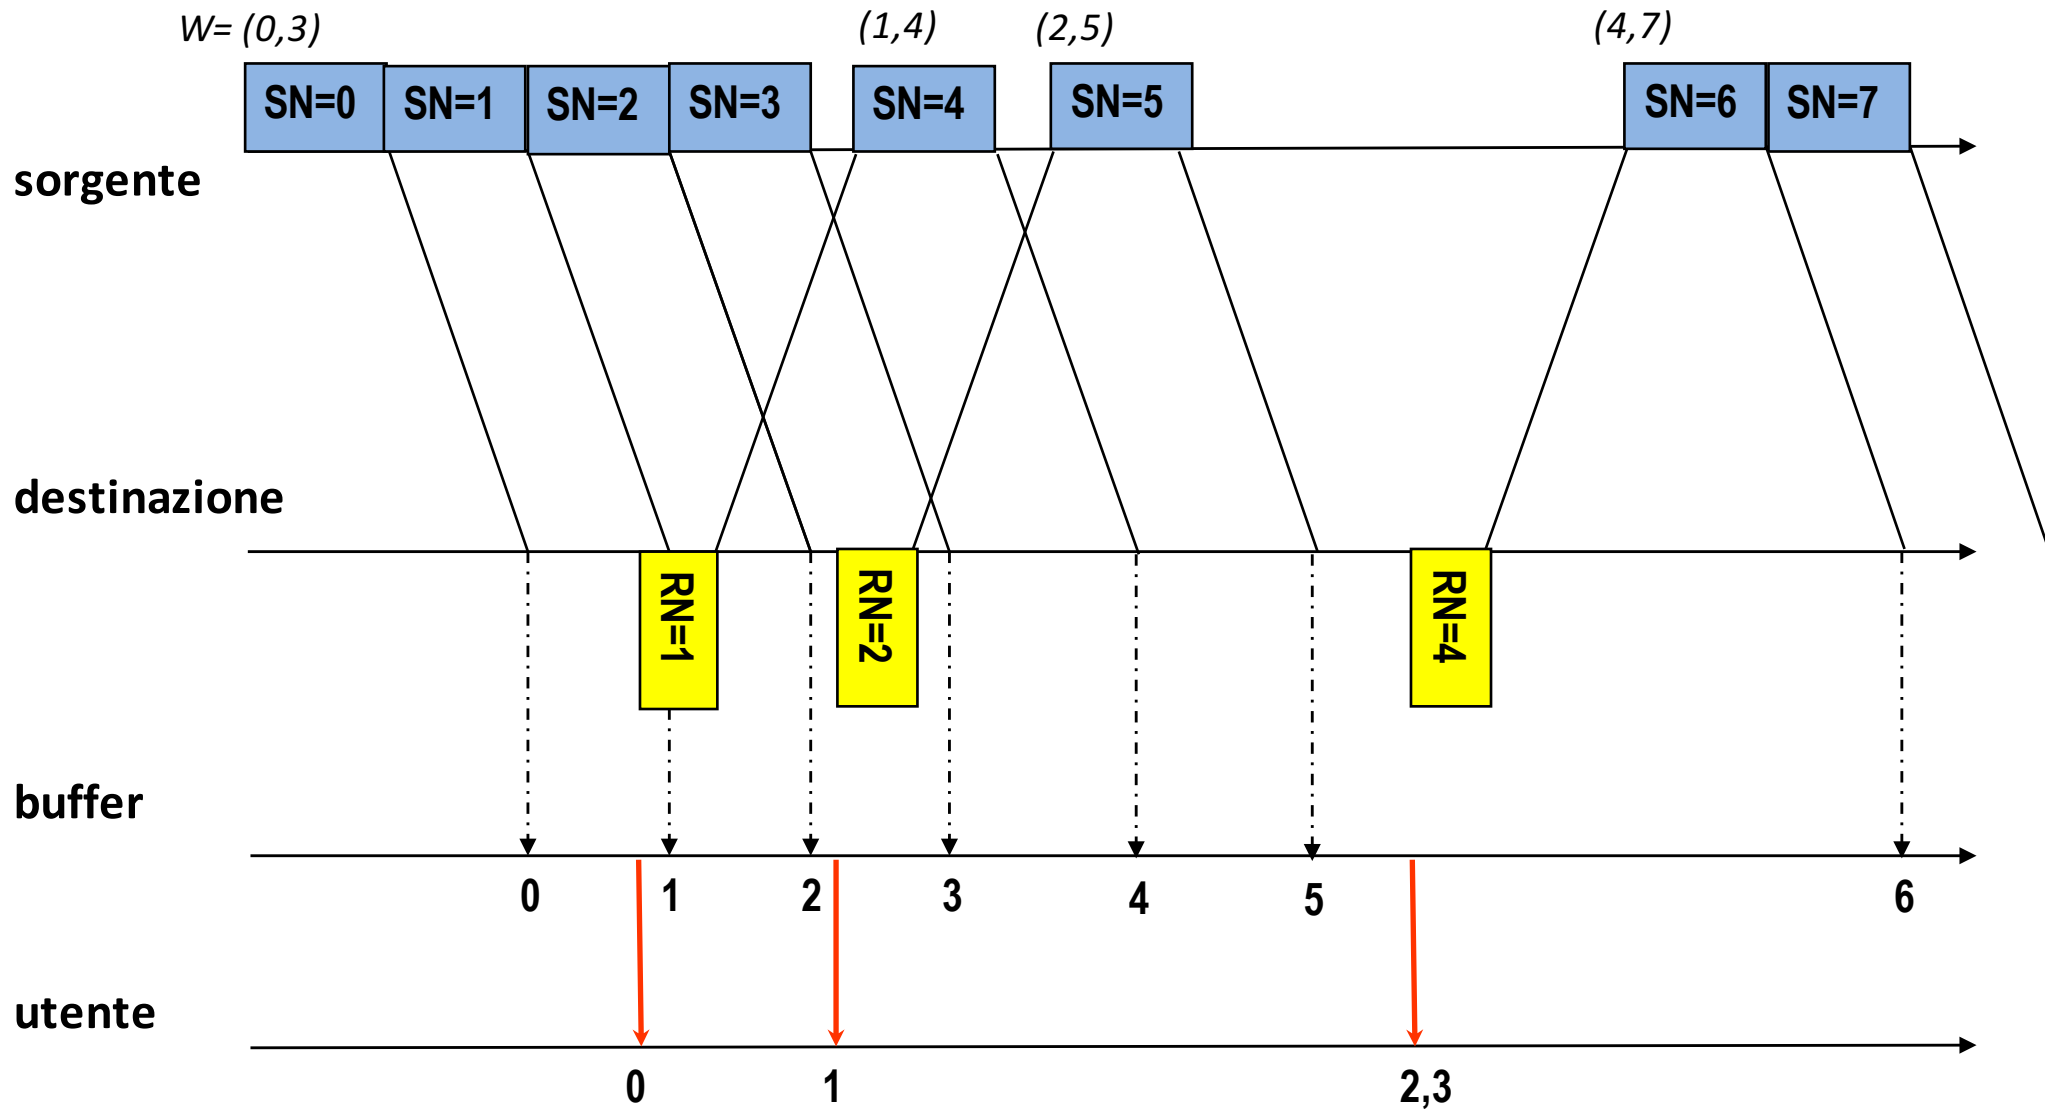 W= (0,3) (1,4) (2,5) (4,7)
SN=0 SN=1 SN=2 SN=3 SN=4 SN=5 SN=6 SN=7
sorgente
destinazione
RN=1 RN=2 RN=4
buffer
0 1 2 3 4 5 6
utente
0 1 2,3